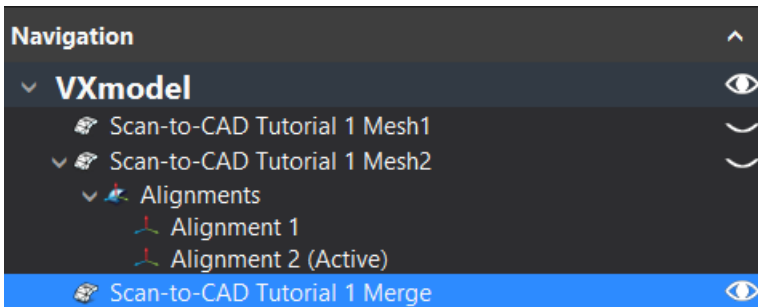 Navigation
VXmodel
Scan-to-CAD Tutorial 1 Mesh1
Scan-to-CAD Tutorial 1 Mesh2
Alignments
Alignment 1
Alignment 2 (Active)
Scan-to-CAD Tutorial 1 Merge